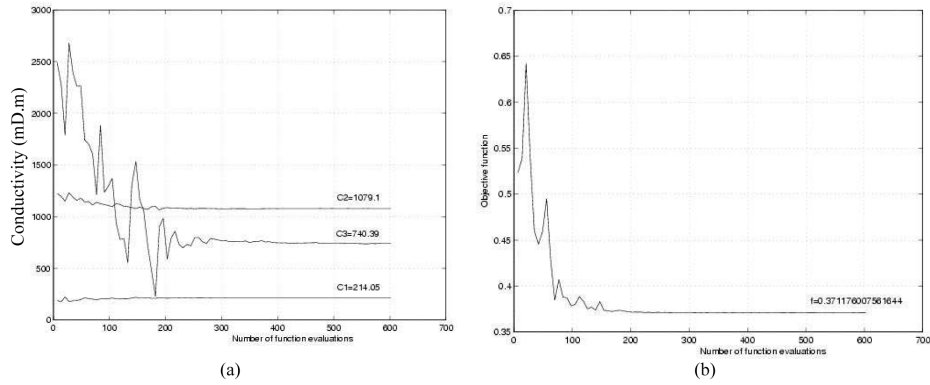 3000
2500
2000
1500
1000
500
0
0 100 200 300 400 500 600 700
Conductivity (mD.m)
Number of function evaluations
C2=1079.1
C3=740.39
C1=214.05
(a)
0.7
0.65
0.6
0.55
0.5
0.45
0.4
0.35
0 100 200 300 400 500 600 700
Objective function
Number of function evaluations
f=0.371176007561644
(b)